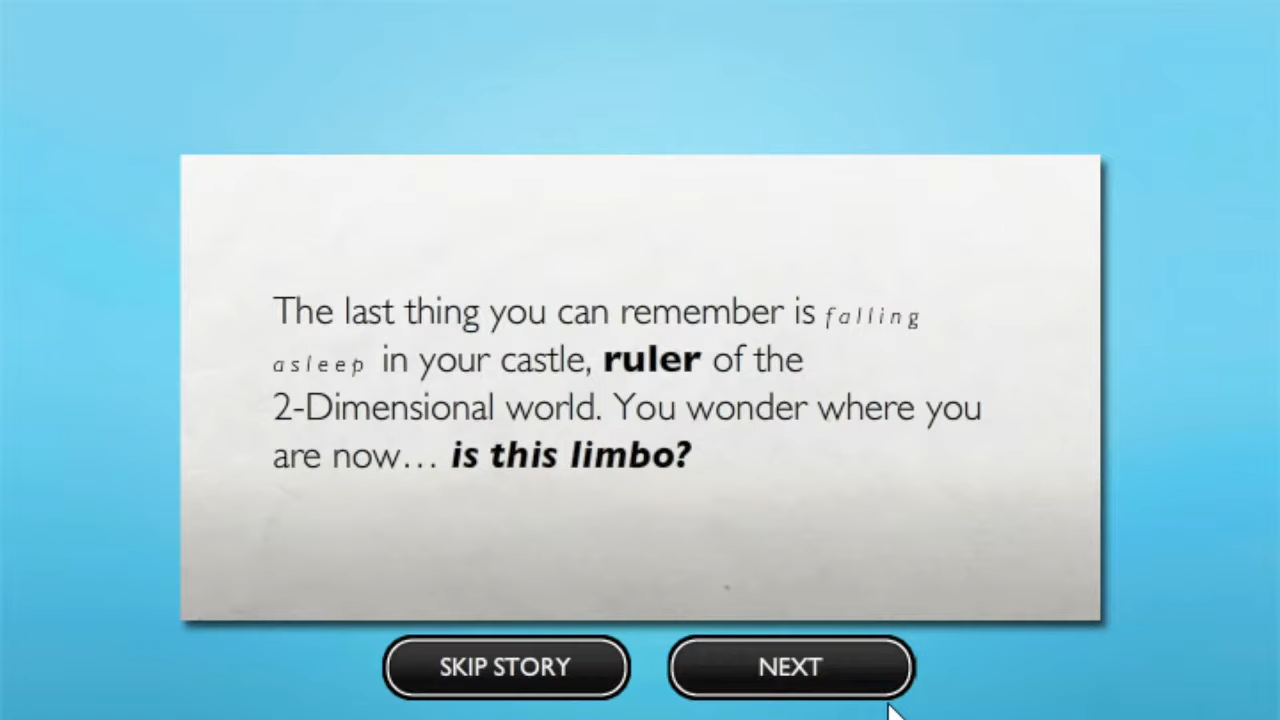 The last thing you can remember is falling
asleep in your castle, ruler of the
2-Dimensional world. You wonder where you
are now… is this limbo?
SKIP STORY
NEXT